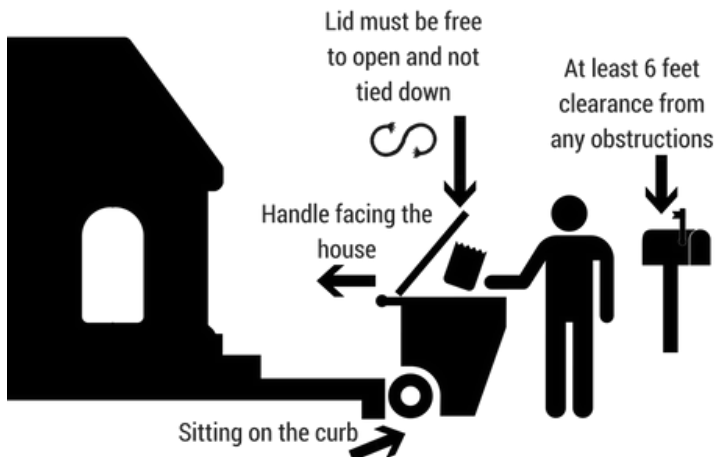 Lid must be free
to open and not
tied down
At least 6 feet
clearance from
any obstructions
Handle facing the
house
Sitting on the curb